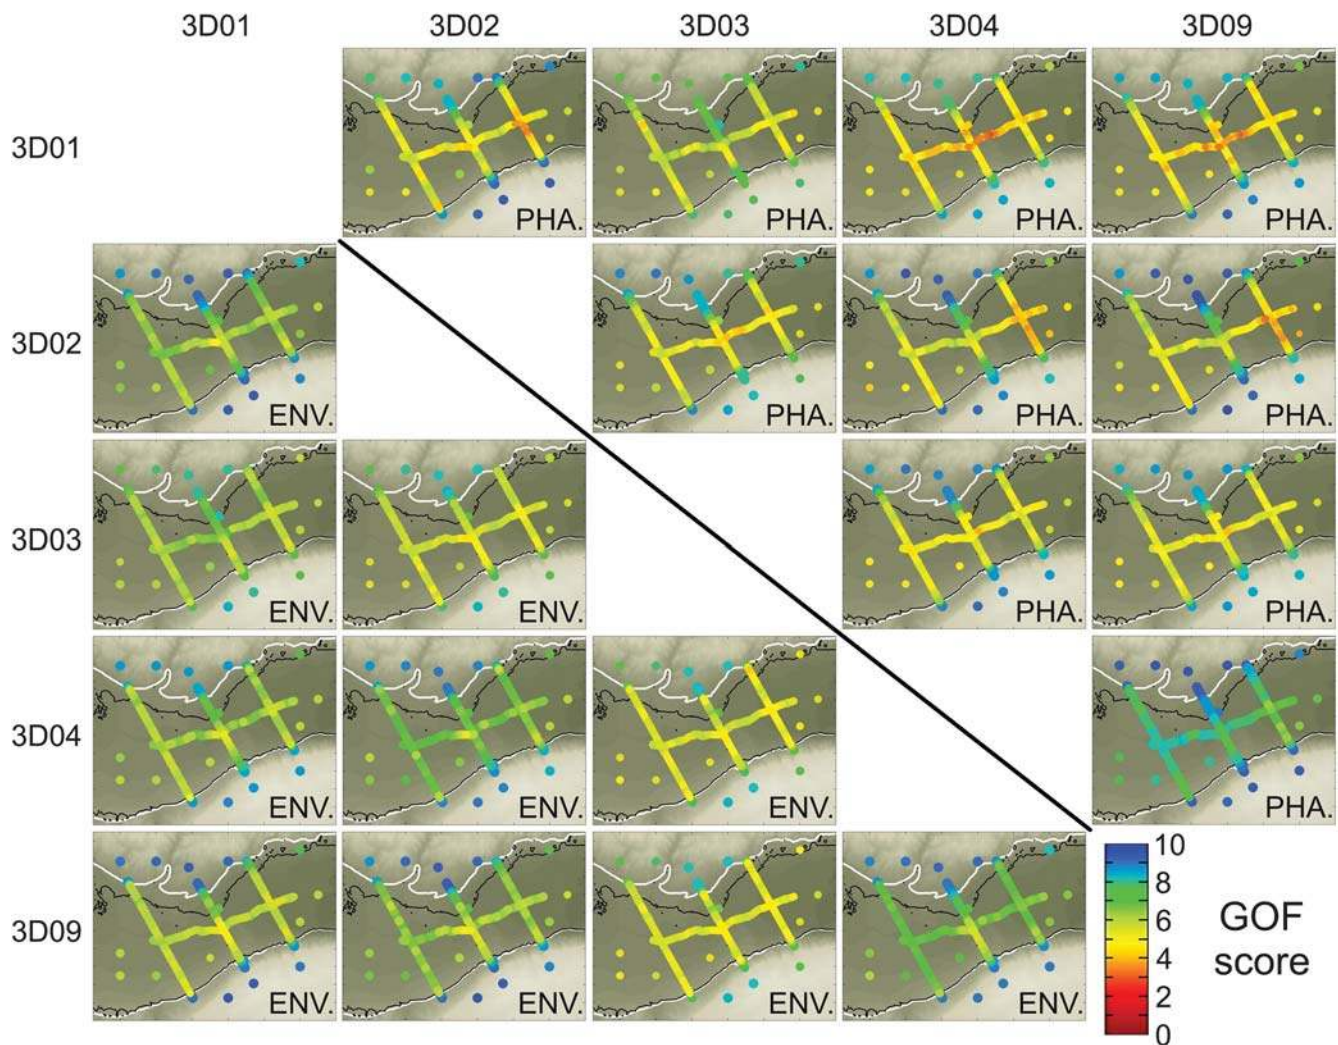 3D01 3D02 3D03 3D04 3D09
3D01 PHA. PHA. PHA. PHA.
3D02 ENV. PHA. PHA. PHA.
3D03 ENV. ENV. PHA. PHA.
3D04 ENV. ENV. ENV. PHA.
3D09 ENV. ENV. ENV. ENV.
10
8
6
4
2
0
GOF
score